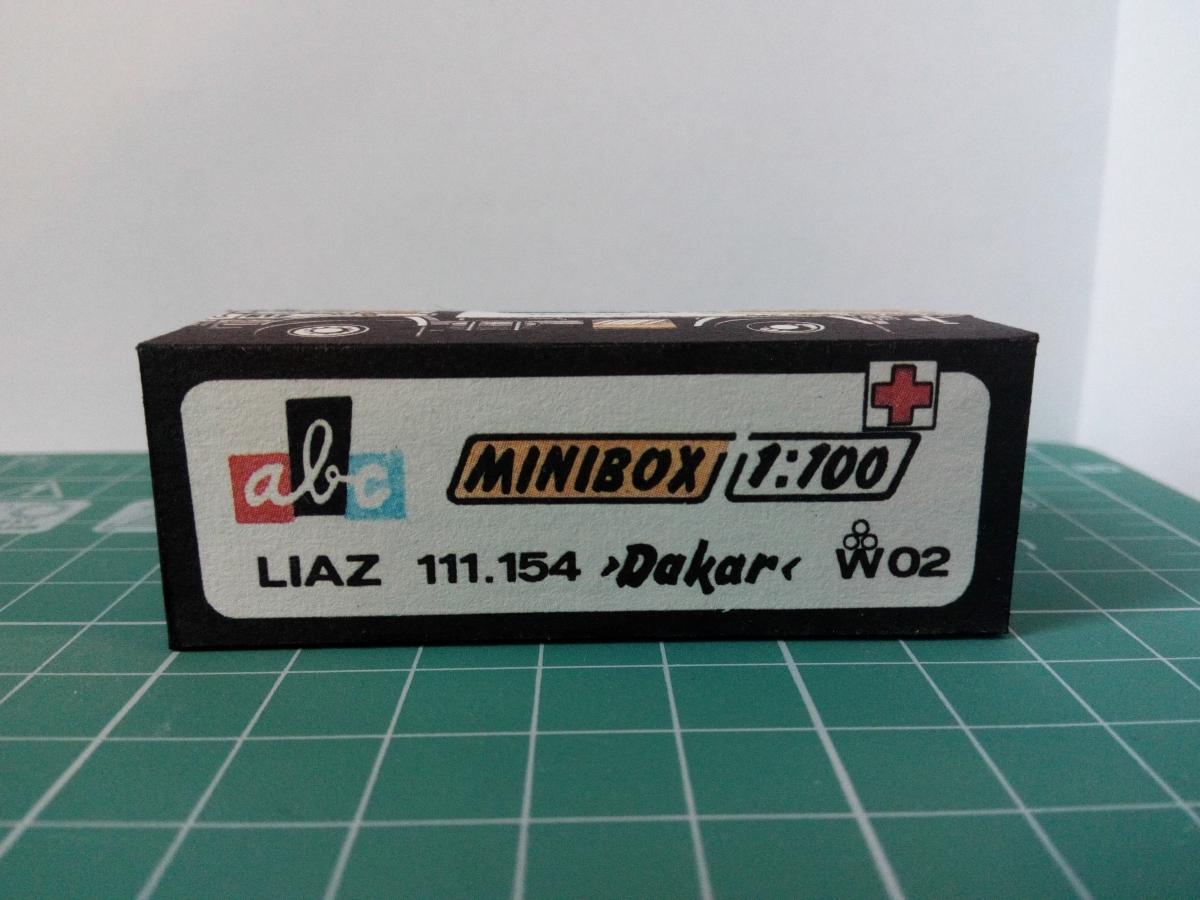 abc
MINIBOX 1:100
LIAZ 111.154 ›Dakar‹ W02